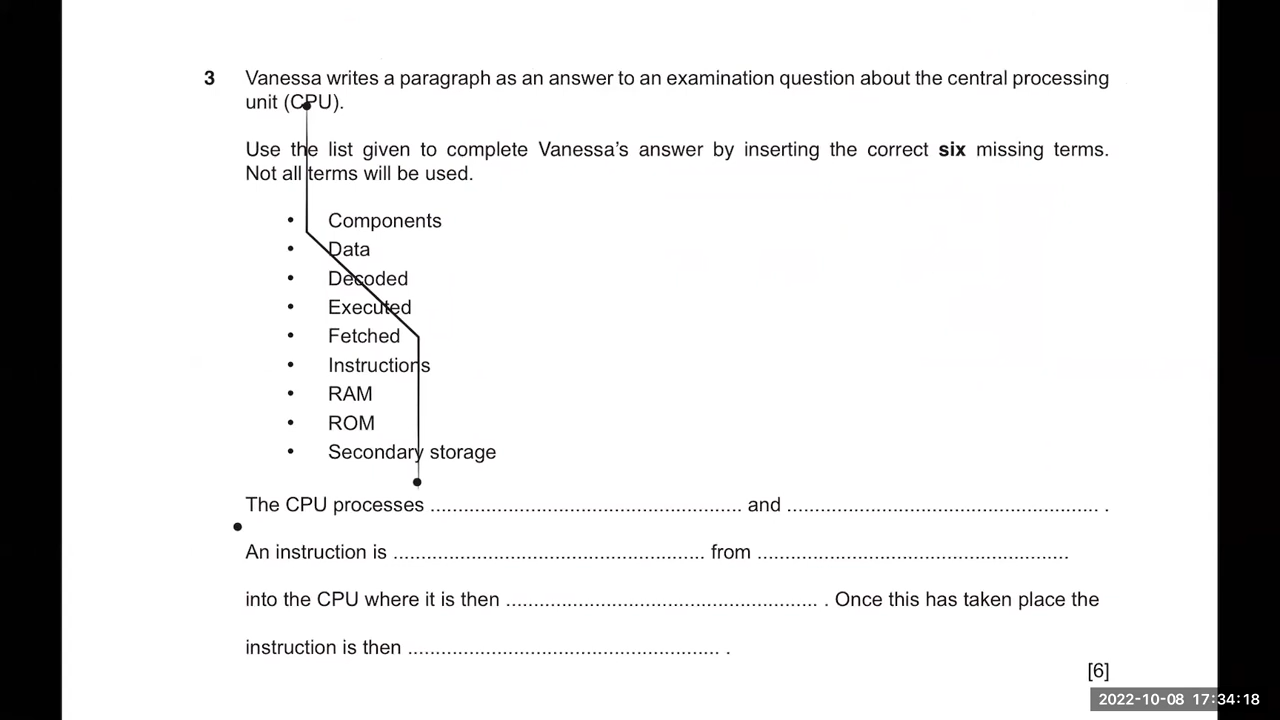 3 Vanessa writes a paragraph as an answer to an examination question about the central processing
unit (CPU).
Use the list given to complete Vanessa's answer by inserting the correct six missing terms.
Not all terms will be used.
• Components
• Data
• Decoded
• Executed
• Fetched
• Instructions
• RAM
• ROM
• Secondary storage
The CPU processes ........................................................ and ........................................................ .
An instruction is ........................................................ from ........................................................
into the CPU where it is then ........................................................ . Once this has taken place the
instruction is then ........................................................ .
[6]
2022-10-08 17:34:18